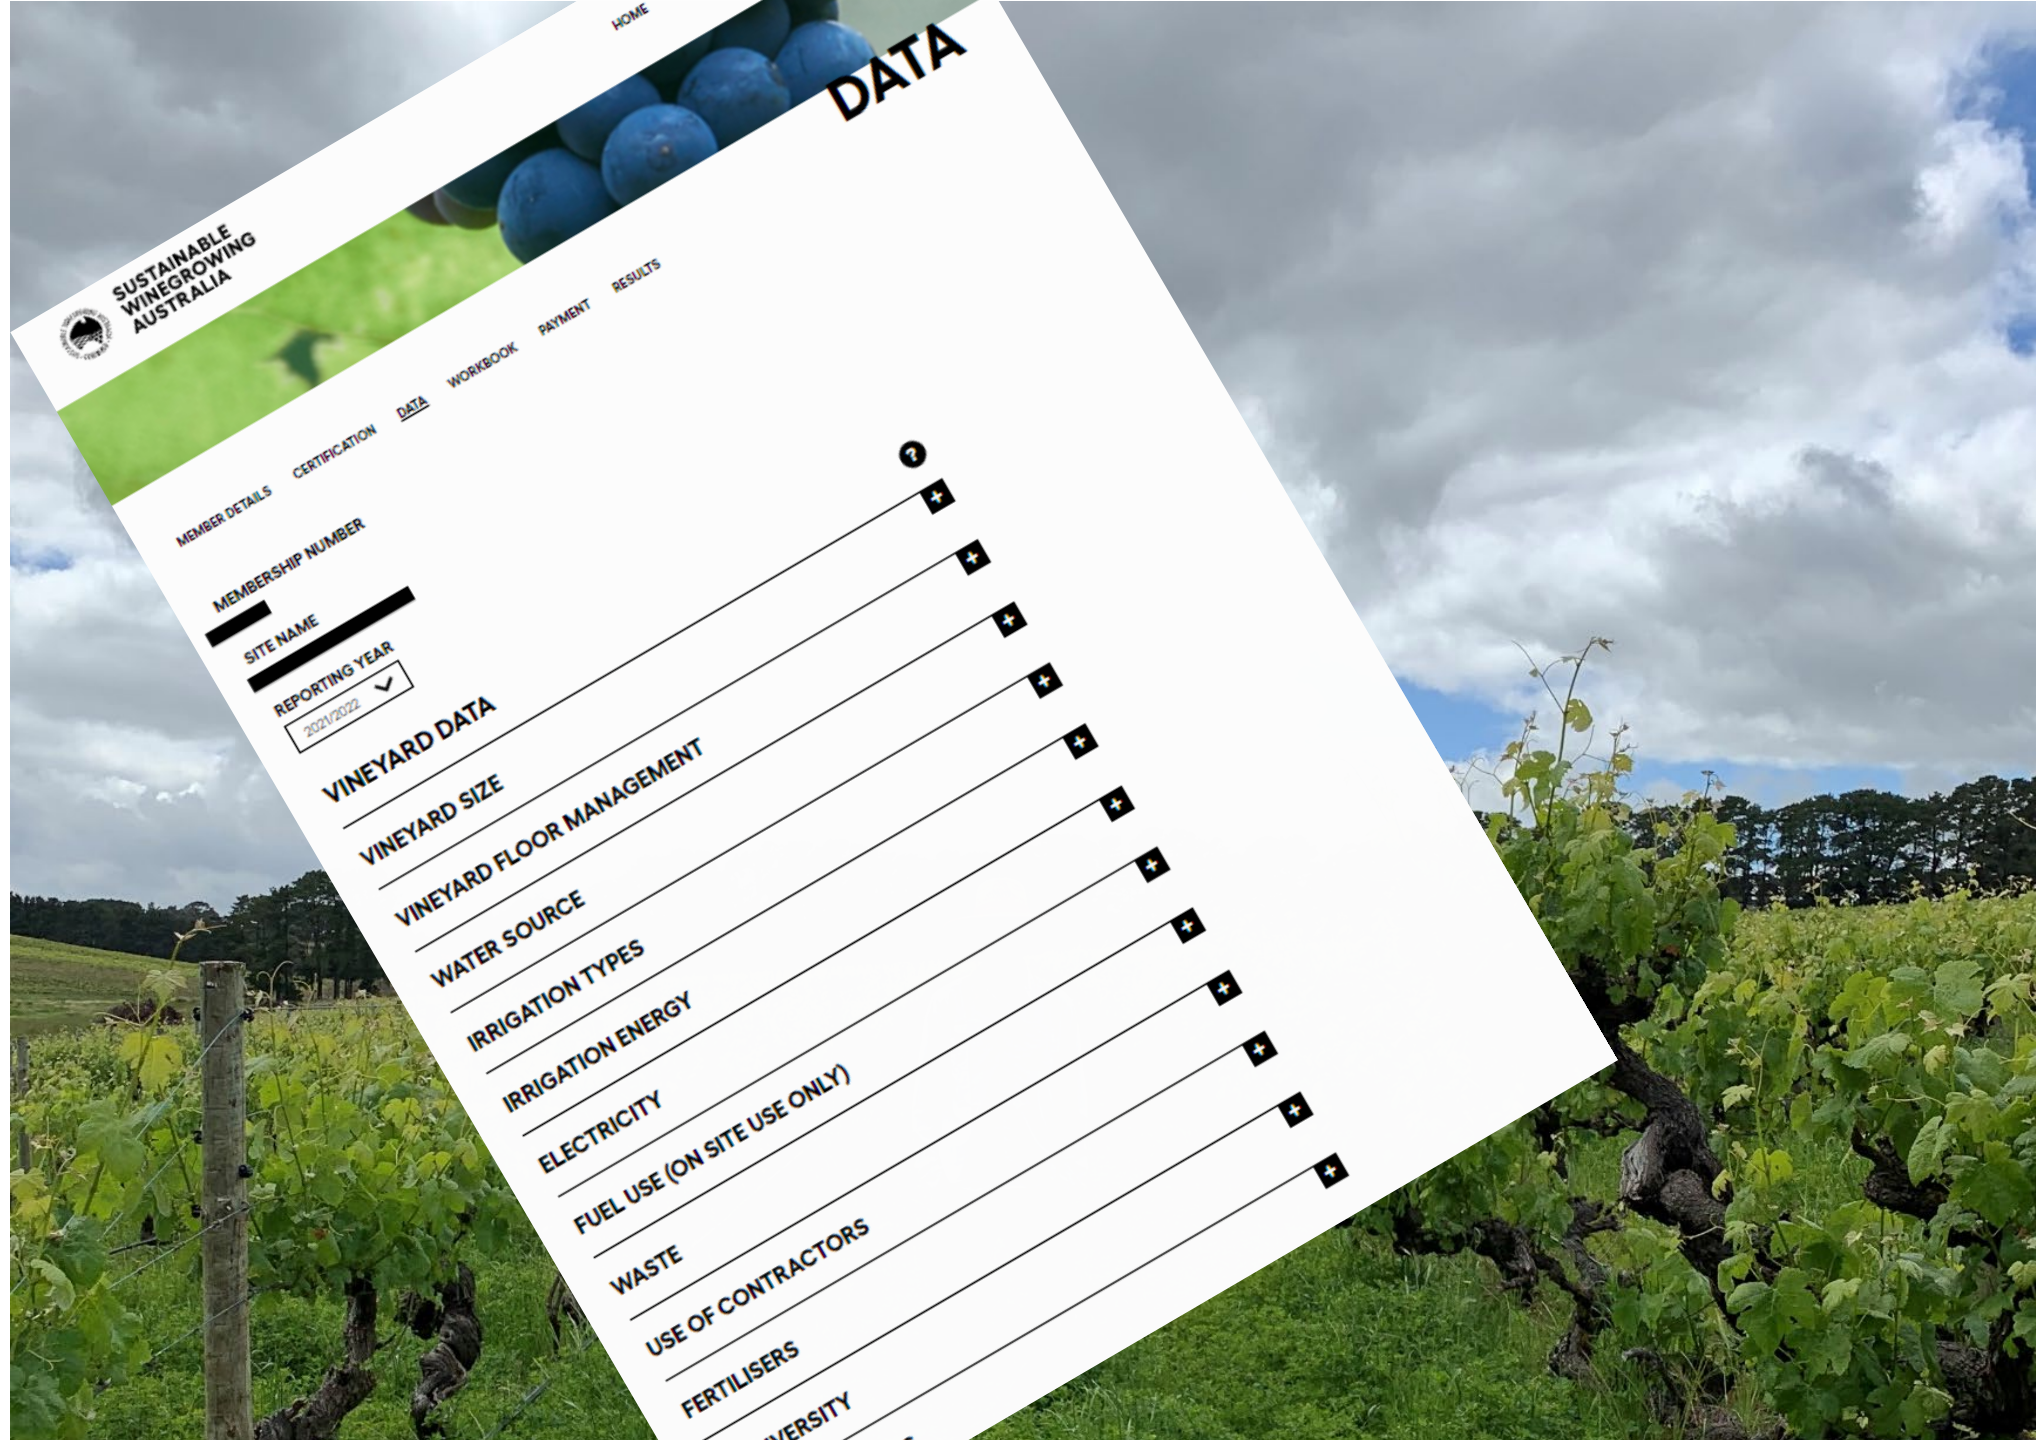 HOME
SUSTAINABLE
WINEGROWING
AUSTRALIA
DATA
MEMBER DETAILS CERTIFICATION DATA WORKBOOK PAYMENT RESULTS
MEMBERSHIP NUMBER
SITE NAME
REPORTING YEAR
2021/2022
?
VINEYARD DATA
VINEYARD SIZE
VINEYARD FLOOR MANAGEMENT
WATER SOURCE
IRRIGATION TYPES
IRRIGATION ENERGY
ELECTRICITY
FUEL USE (ON SITE USE ONLY)
WASTE
USE OF CONTRACTORS
FERTILISERS
VERSITY